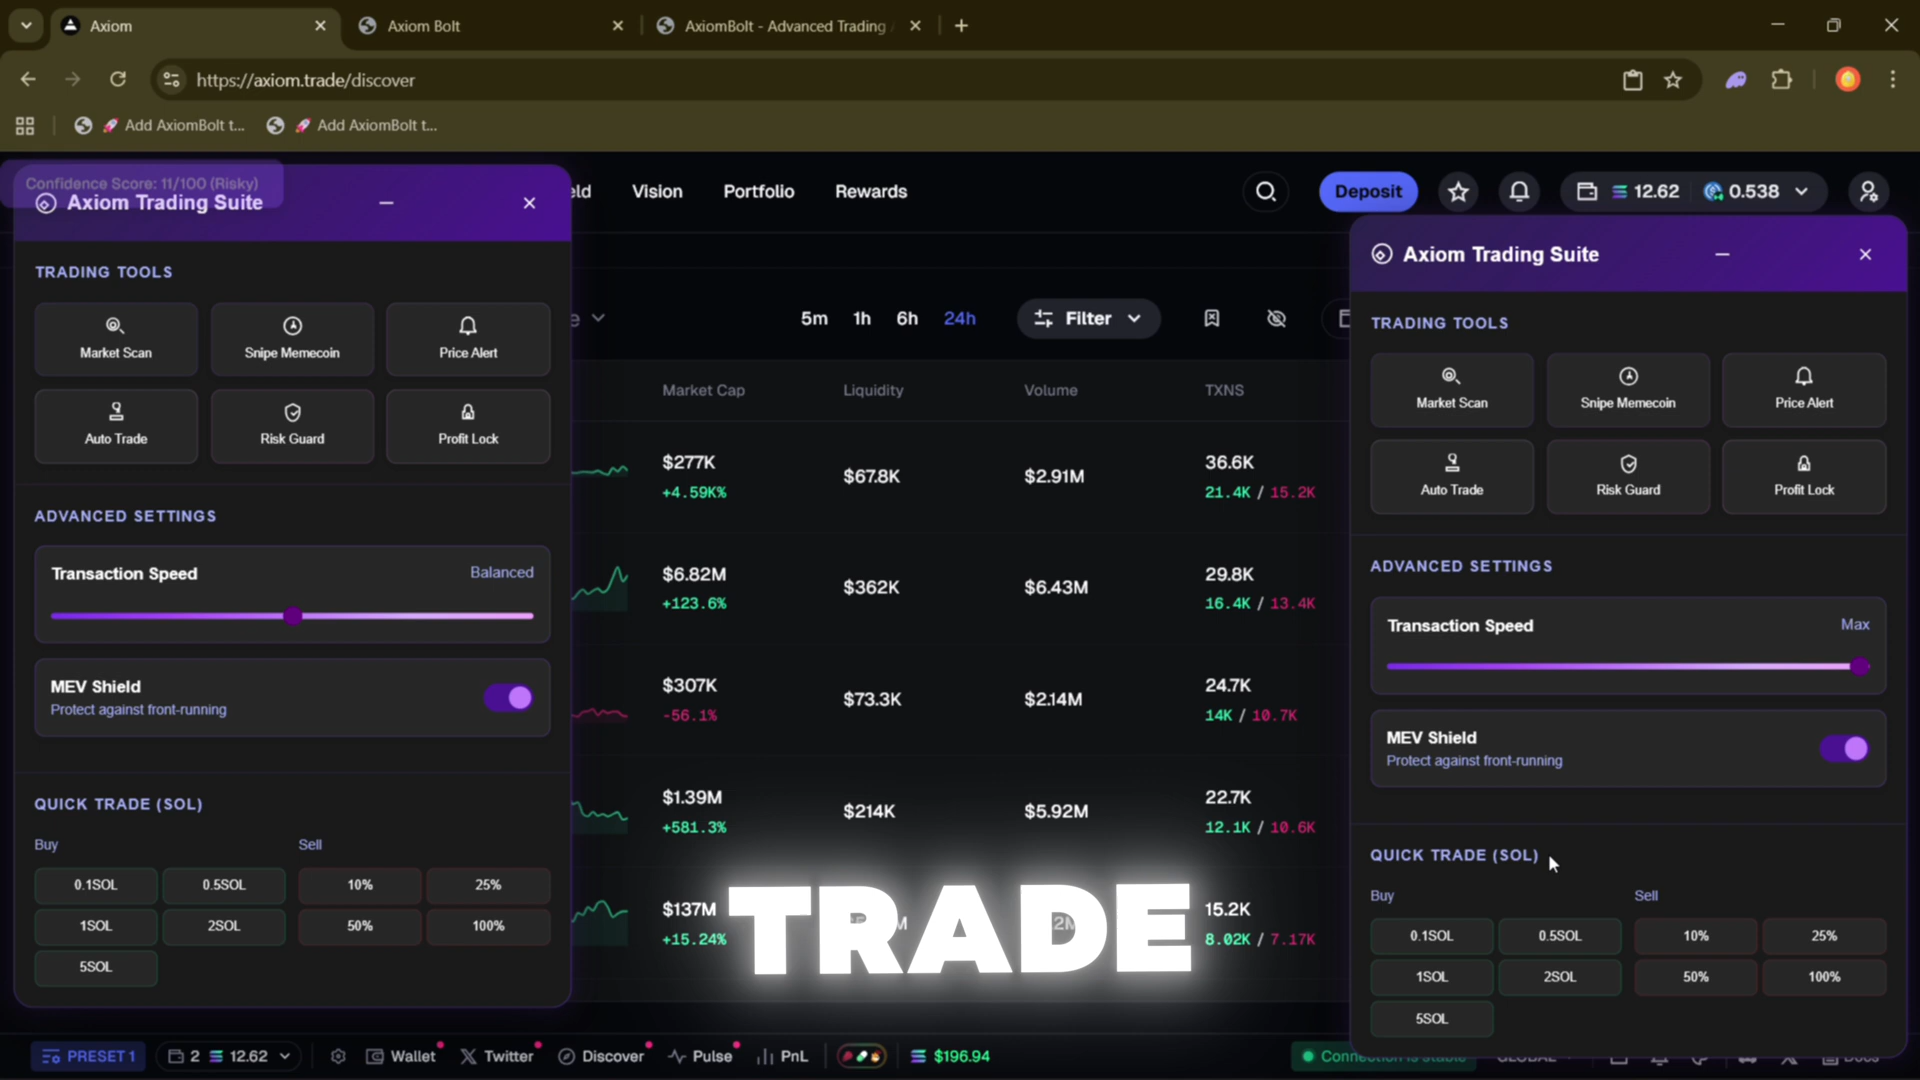 Axiom
Axiom Bolt
AxiomBolt - Advanced Trading
https://axiom.trade/discover
Add AxiomBolt t...
Add AxiomBolt t...
Confidence Score: 11/100 (Risky)
Axiom Trading Suite
Vision
Portfolio
Rewards
Deposit
12.62
0.538
TRADING TOOLS
Market Scan
Snipe Memecoin
Price Alert
Auto Trade
Risk Guard
Profit Lock
ADVANCED SETTINGS
Transaction Speed
Balanced
MEV Shield
Protect against front-running
QUICK TRADE (SOL)
Buy
Sell
0.1SOL
0.5SOL
10%
25%
1SOL
2SOL
50%
100%
5SOL
5m
1h
6h
24h
Filter
Market Cap
Liquidity
Volume
TXNS
$277K
+4.59K%
$67.8K
$2.91M
36.6K
21.4K / 15.2K
$6.82M
+123.6%
$362K
$6.43M
29.8K
16.4K / 13.4K
$307K
-56.1%
$73.3K
$2.14M
24.7K
14K / 10.7K
$1.39M
+581.3%
$214K
$5.92M
22.7K
12.1K / 10.6K
$137M
+15.24%
15.2K
8.02K / 7.17K
TRADE
Axiom Trading Suite
TRADING TOOLS
Market Scan
Snipe Memecoin
Price Alert
Auto Trade
Risk Guard
Profit Lock
ADVANCED SETTINGS
Transaction Speed
Max
MEV Shield
Protect against front-running
QUICK TRADE (SOL)
Buy
Sell
0.1SOL
0.5SOL
10%
25%
1SOL
2SOL
50%
100%
5SOL
PRESET 1
2
12.62
Wallet
Twitter
Discover
Pulse
PnL
$196.94
Connection is stable
GLOBAL
Docs